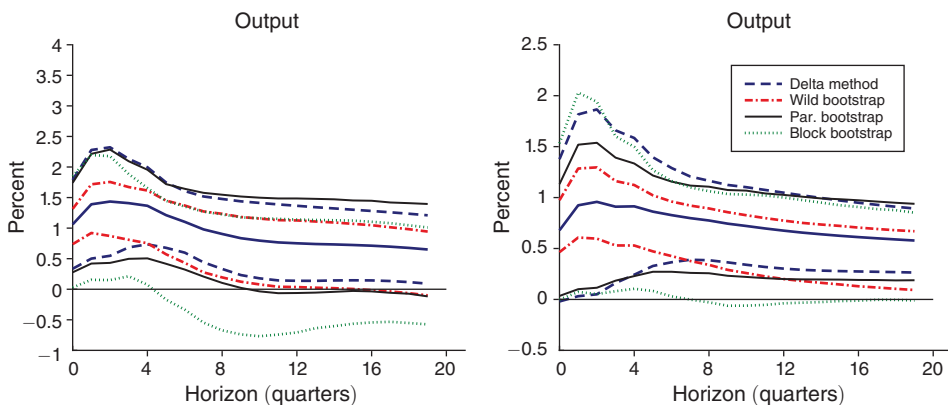 Output
Percent
4
3.5
3
2.5
2
1.5
1
0.5
0
−0.5
−1
0 4 8 12 16 20
Horizon (quarters)
Output
Percent
2.5
2
1.5
1
0.5
0
−0.5
0 4 8 12 16 20
Horizon (quarters)
Delta method
Wild bootstrap
Par. bootstrap
Block bootstrap